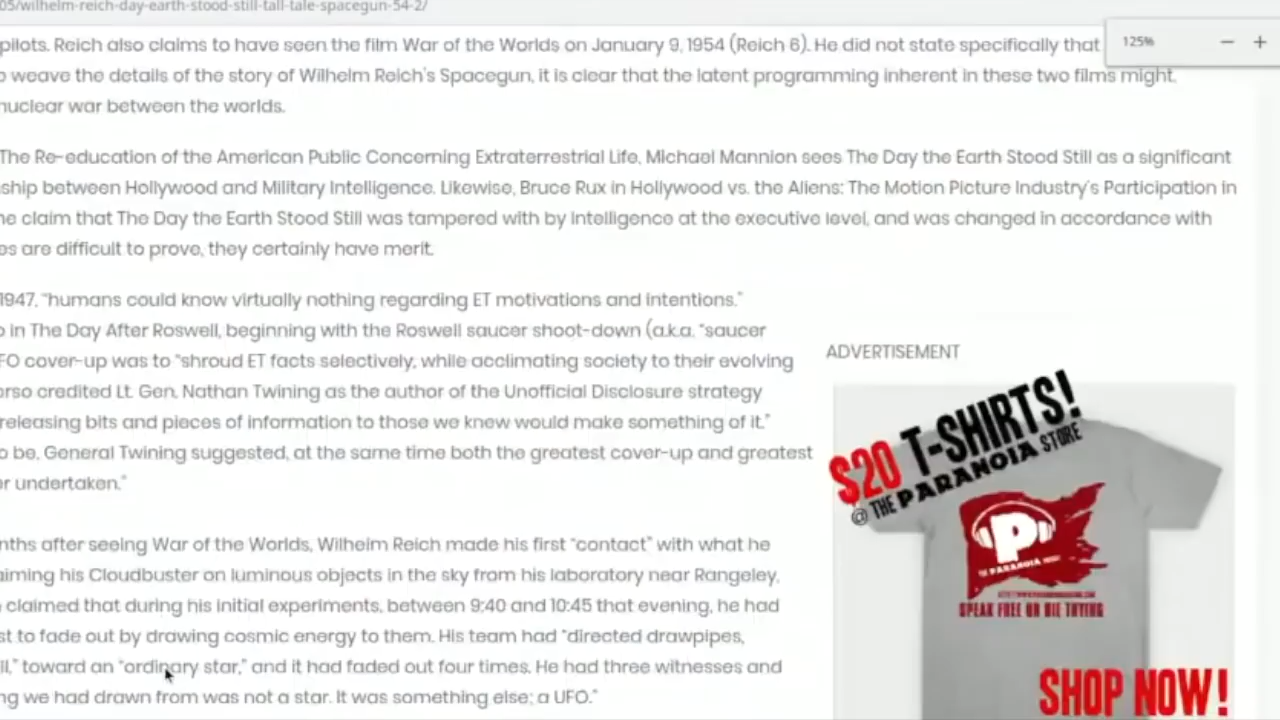 05/wilhelm-reich-day-earth-stood-still-tall-tale-spacegun-54-2/
125%
pilots. Reich also claims to have seen the film War of the Worlds on January 9, 1954 (Reich 6). He did not state specifically that
weave the details of the story of Wilhelm Reich's Spacegun, it is clear that the latent programming inherent in these two films might,
nuclear war between the worlds.
The Re-education of the American Public Concerning Extraterrestrial Life, Michael Mannion sees The Day the Earth Stood Still as a significant
ship between Hollywood and Military Intelligence. Likewise, Bruce Rux in Hollywood vs. the Aliens: The Motion Picture Industry's Participation in
he claim that The Day the Earth Stood Still was tampered with by Intelligence at the executive level, and was changed in accordance with
es are difficult to prove, they certainly have merit.
1947, “humans could know virtually nothing regarding ET motivations and intentions.”
o in The Day After Roswell, beginning with the Roswell saucer shoot-down (a.k.a. “saucer
FO cover-up was to “shroud ET facts selectively, while acclimating society to their evolving
orso credited Lt. Gen. Nathan Twining as the author of the Unofficial Disclosure strategy
releasing bits and pieces of information to those we knew would make something of it.”
o be, General Twining suggested, at the same time both the greatest cover-up and greatest
er undertaken.”
nths after seeing War of the Worlds, Wilhelm Reich made his first “contact” with what he
aiming his Cloudbuster on luminous objects in the sky from his laboratory near Rangeley,
claimed that during his initial experiments, between 9:40 and 10:45 that evening, he had
st to fade out by drawing cosmic energy to them. His team had “directed drawpipes,
ll,” toward an “ordinary star,” and it had faded out four times. He had three witnesses and
ng we had drawn from was not a star. It was something else; a UFO.”
ADVERTISEMENT
$20 T-SHIRTS!
@ THE PARANOIA STORE
P
SPEAK FREE OR DIE TRYING
SHOP NOW!